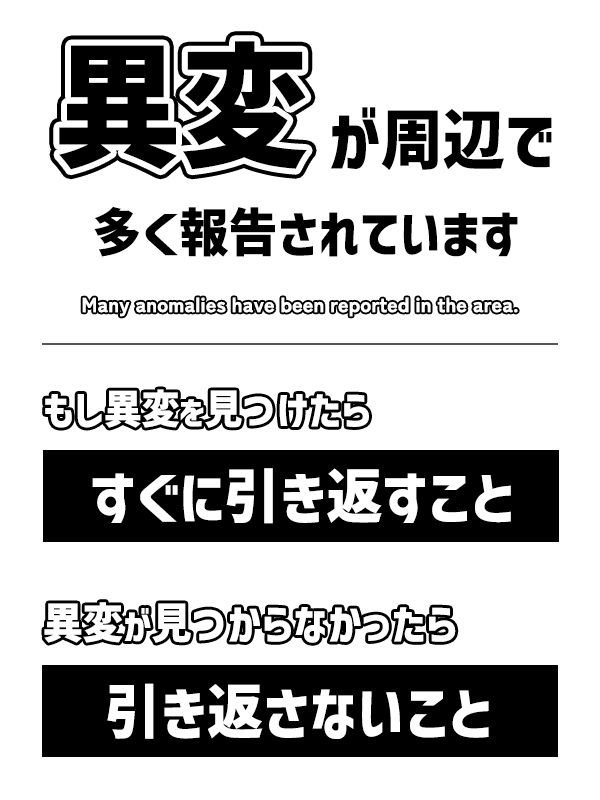 異変が周辺で
多く報告されています
Many anomalies have been reported in the area.
もし異変を見つけたら
すぐに引き返すこと
異変が見つからなかったら
引き返さないこと